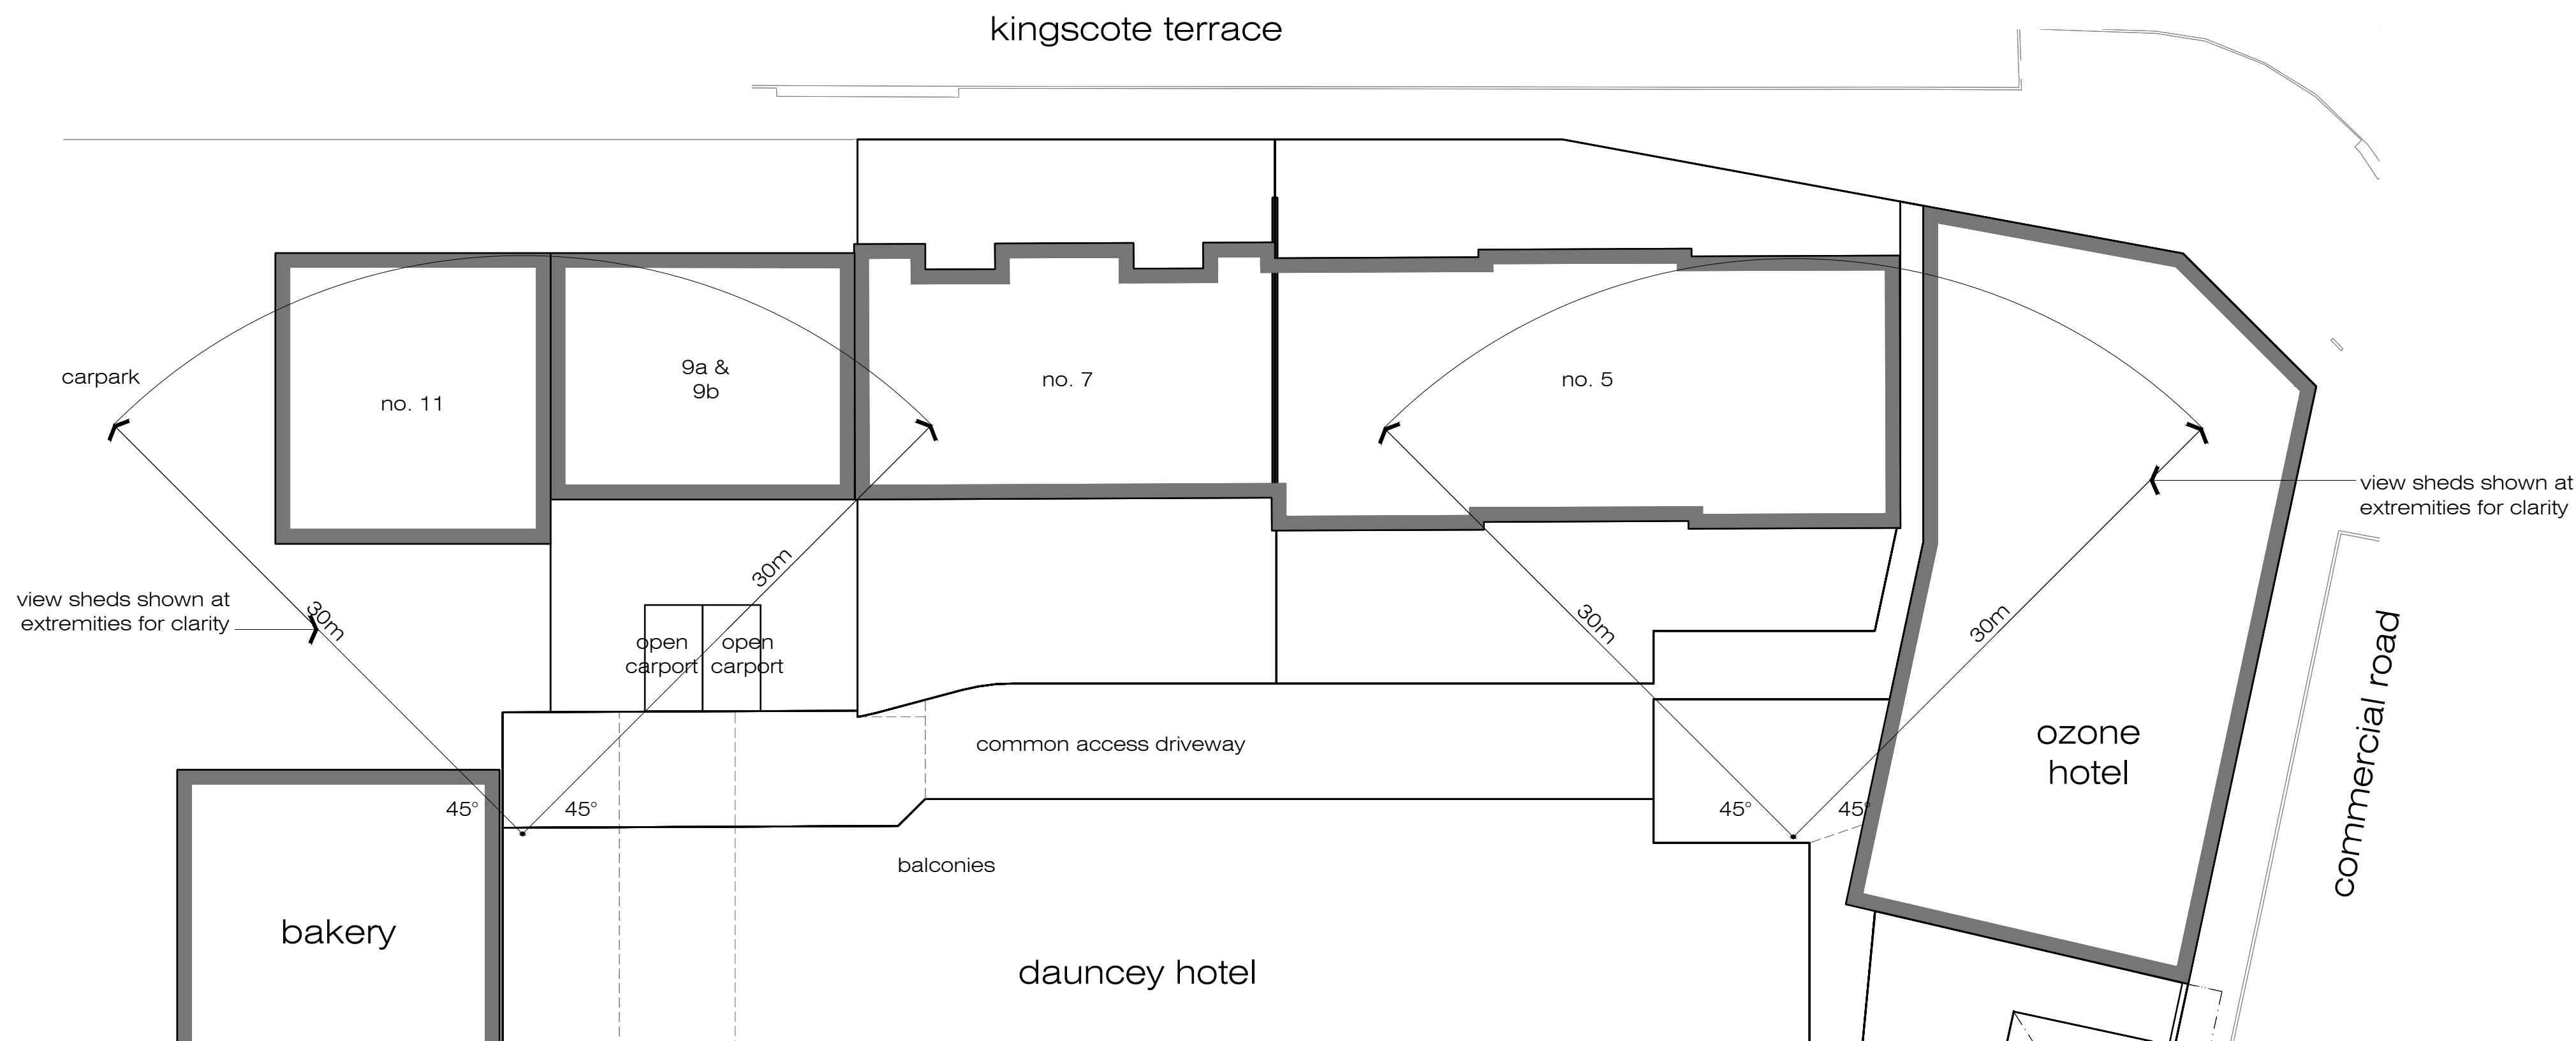 kingscote terrace
carpark
no. 11
9a &
9b
no. 7
no. 5
view sheds shown at
extremities for clarity
view sheds shown at
extremities for clarity
30m
30m
30m
30m
open
carport
open
carport
common access driveway
45°
45°
45°
45°
balconies
ozone
hotel
commercial road
bakery
dauncey hotel